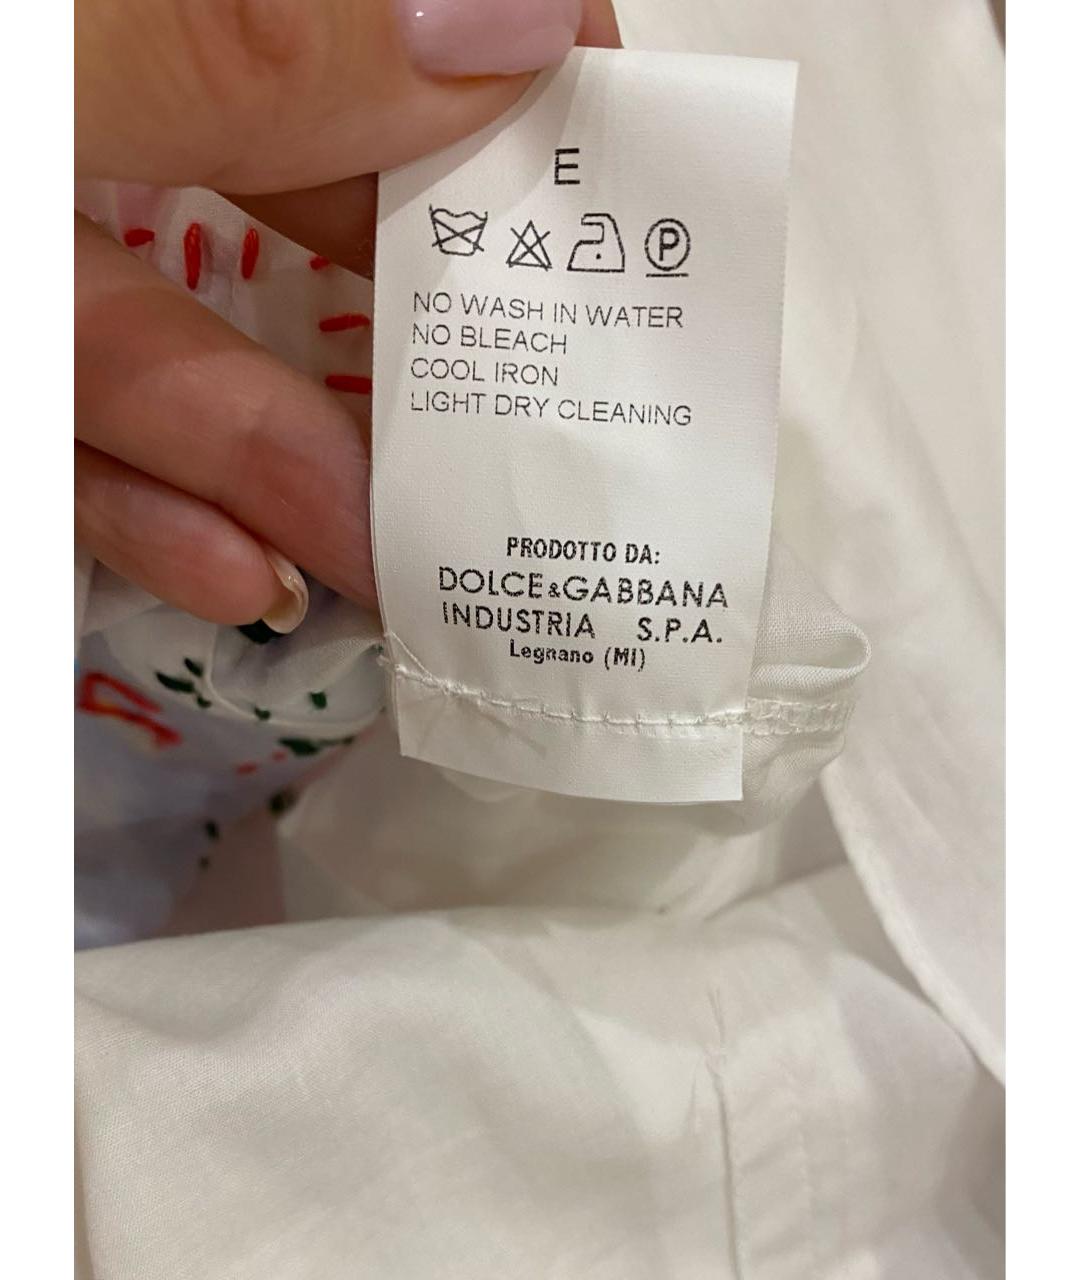 E
P
NO WASH IN WATER
NO BLEACH
COOL IRON
LIGHT DRY CLEANING
PRODOTTO DA:
DOLCE&GABBANA
INDUSTRIA S.P.A.
Legnano (MI)